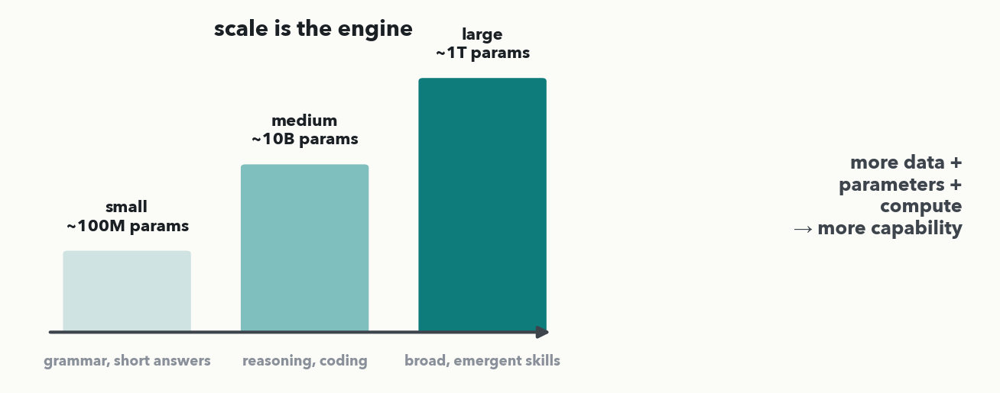 scale is the engine
large
~1T params
medium
~10B params
small
~100M params
more data +
parameters +
compute
→ more capability
grammar, short answers
reasoning, coding
broad, emergent skills